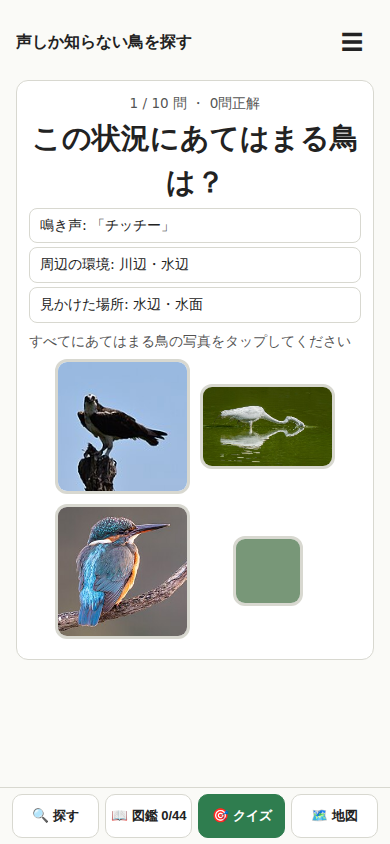 声しか知らない鳥を探す
1 / 10 問 ・ 0問正解
この状況にあてはまる鳥
は？
鳴き声: 「チッチー」
周辺の環境: 川辺・水辺
見かけた場所: 水辺・水面
すべてにあてはまる鳥の写真をタップしてください
探す 図鑑 0/44 クイズ 地図